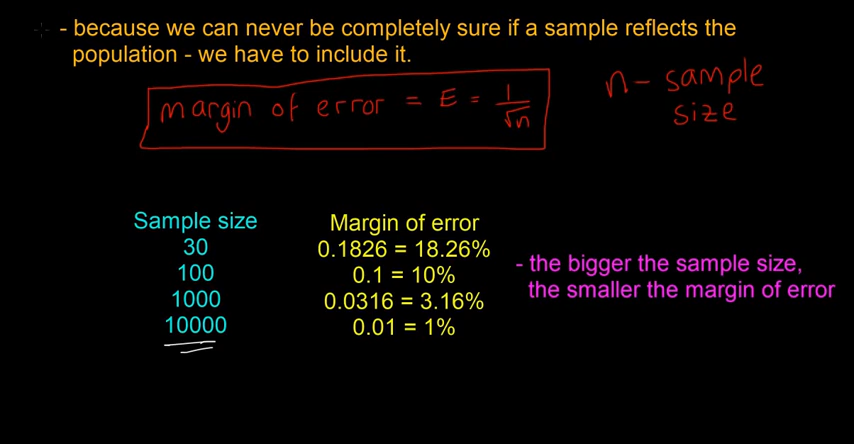 - because we can never be completely sure if a sample reflects the
population - we have to include it.
margin of error = E = 1/√n
n - sample
size
Sample size
30
100
1000
10000
Margin of error
0.1826 = 18.26%
0.1 = 10%
0.0316 = 3.16%
0.01 = 1%
- the bigger the sample size,
the smaller the margin of error